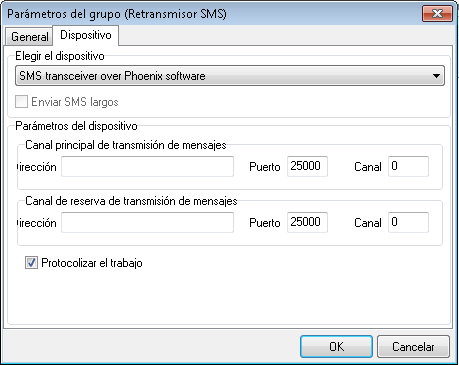 Parámetros del grupo (Retransmisor SMS)
General Dispositivo
Elegir el dispositivo
SMS transceiver over Phoenix software
Enviar SMS largos
Parámetros del dispositivo
Canal principal de transmisión de mensajes
Dirección Puerto 25000 Canal 0
Canal de reserva de transmisión de mensajes
Dirección Puerto 25000 Canal 0
Protocolizar el trabajo
OK Cancelar